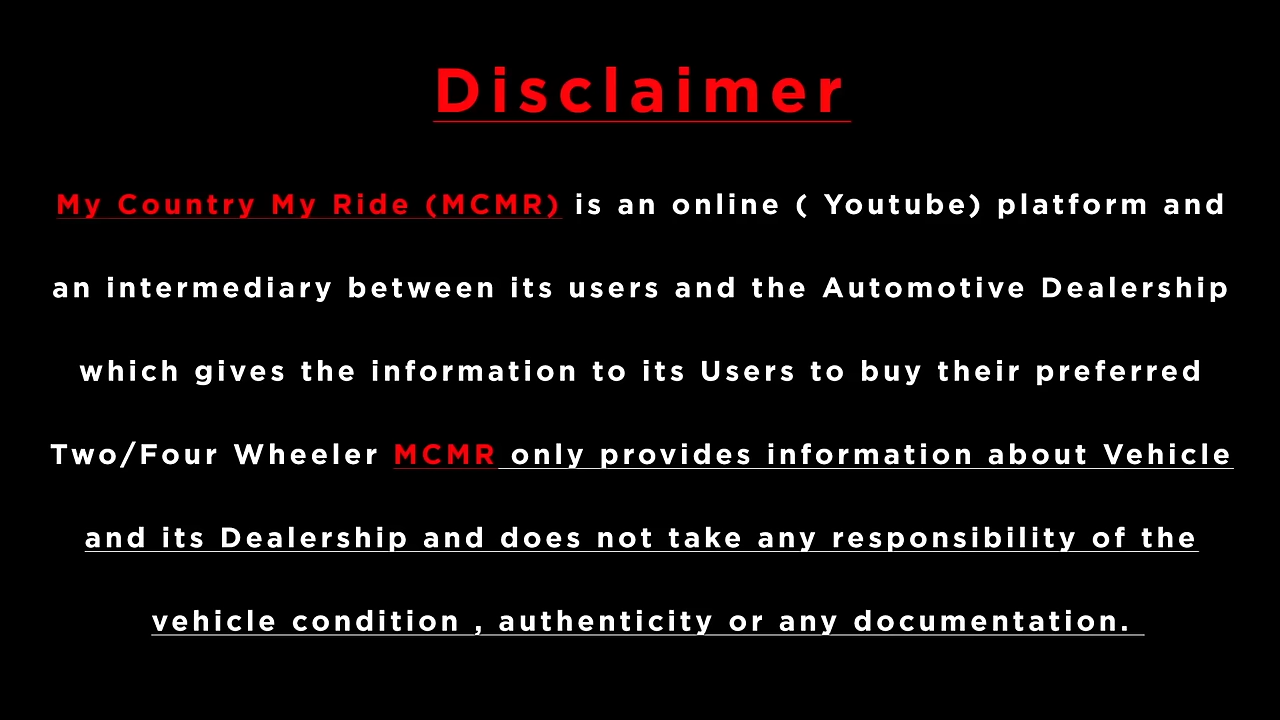 Disclaimer
My Country My Ride (MCMR) is an online ( Youtube) platform and
an intermediary between its users and the Automotive Dealership
which gives the information to its Users to buy their preferred
Two/Four Wheeler MCMR only provides information about Vehicle
and its Dealership and does not take any responsibility of the
vehicle condition , authenticity or any documentation.